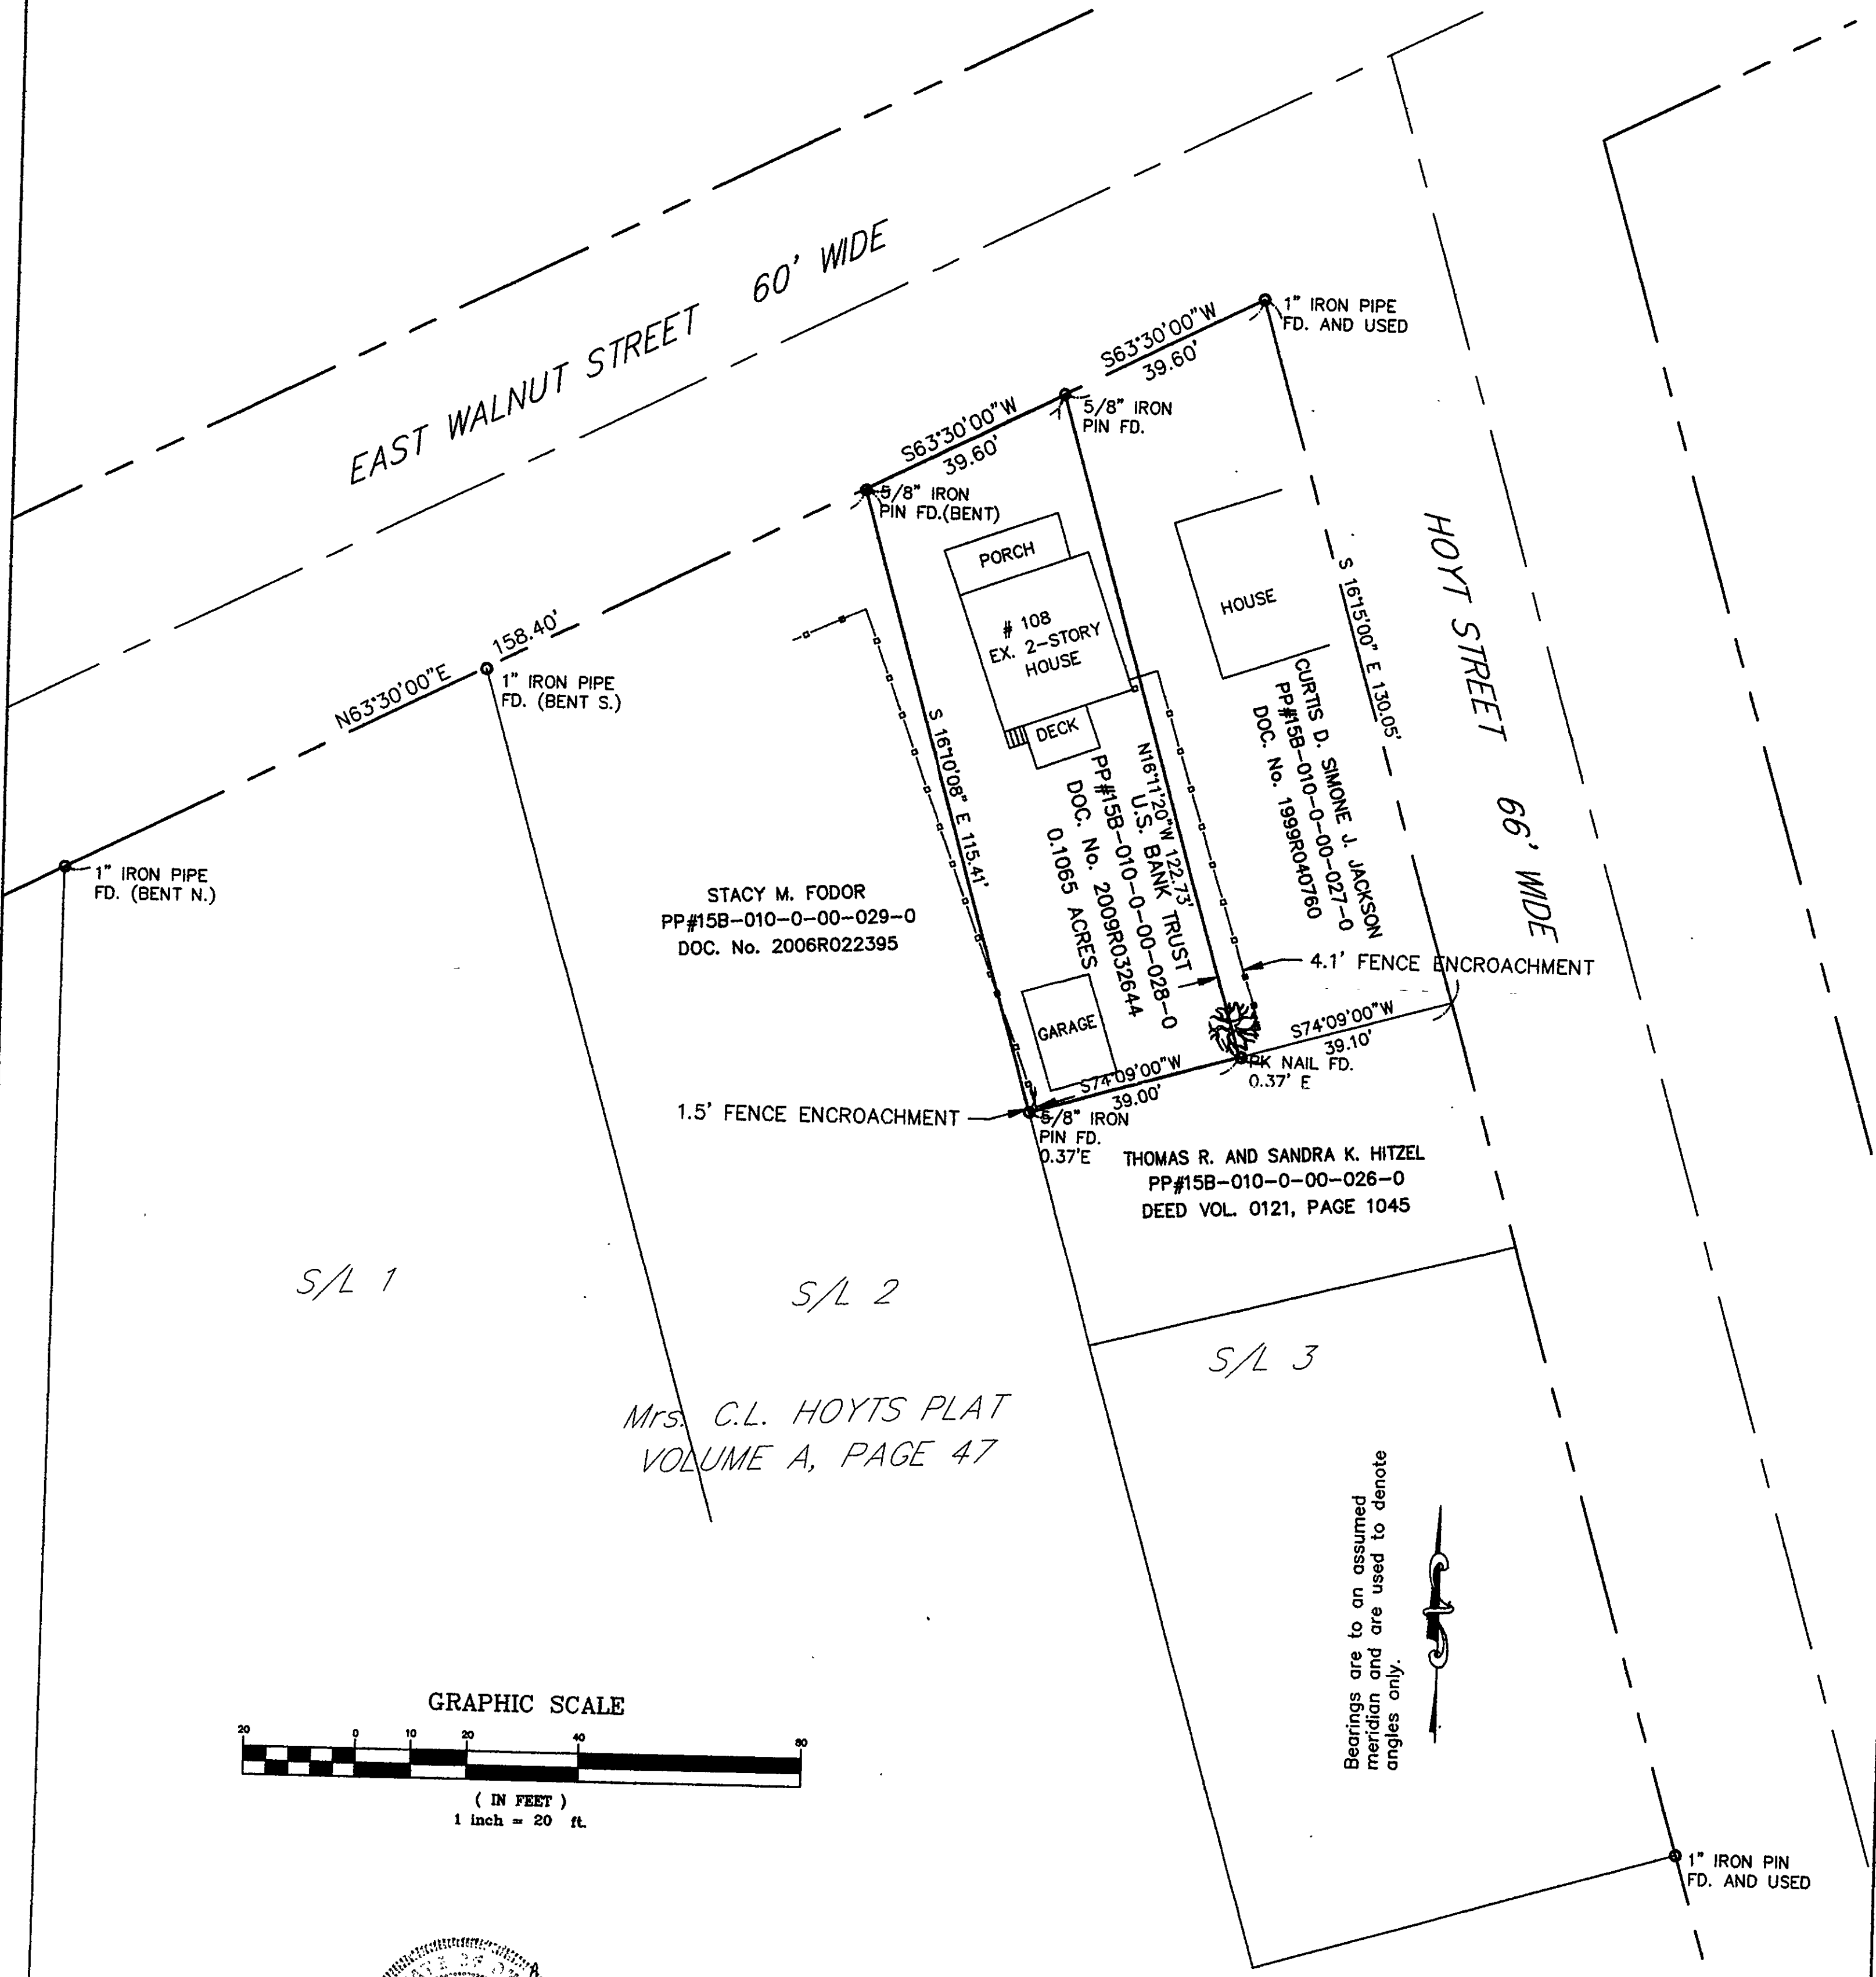 EAST WALNUT STREET 60' WIDE
S63°30'00"W
39.60'
1" IRON PIPE
FD. AND USED
S63°30'00"W
39.60'
5/8" IRON
PIN FD.
5/8" IRON
PIN FD.(BENT)
N63°30'00"E
158.40'
1" IRON PIPE
FD. (BENT S.)
1" IRON PIPE
FD. (BENT N.)
PORCH
# 108
EX. 2-STORY
HOUSE
DECK
HOUSE
HOYT STREET 66' WIDE
S 16°15'00" E 130.05'
CURTIS D. SIMONE J. JACKSON
PP#15B-010-0-00-027-0
DOC. No. 1999R040760
S 16°10'08" E 115.41'
N16°11'20"W 122.73'
U.S. BANK TRUST
PP#15B-010-0-00-028-0
DOC. No. 2009R032644
0.1065 ACRES
STACY M. FODOR
PP#15B-010-0-00-029-0
DOC. No. 2006R022395
4.1' FENCE ENCROACHMENT
GARAGE
S74°09'00"W
39.10'
PK NAIL FD.
0.37' E
S74°09'00"W
39.00'
1.5' FENCE ENCROACHMENT
5/8" IRON
PIN FD.
0.37'E
THOMAS R. AND SANDRA K. HITZEL
PP#15B-010-0-00-026-0
DEED VOL. 0121, PAGE 1045
S/L 1
S/L 2
S/L 3
Mrs. C.L. HOYTS PLAT
VOLUME A, PAGE 47
Bearings are to an assumed
meridian and are used to denote
angles only.
GRAPHIC SCALE
20 0 10 20 40 80
( IN FEET )
1 inch = 20 ft.
1" IRON PIN
FD. AND USED